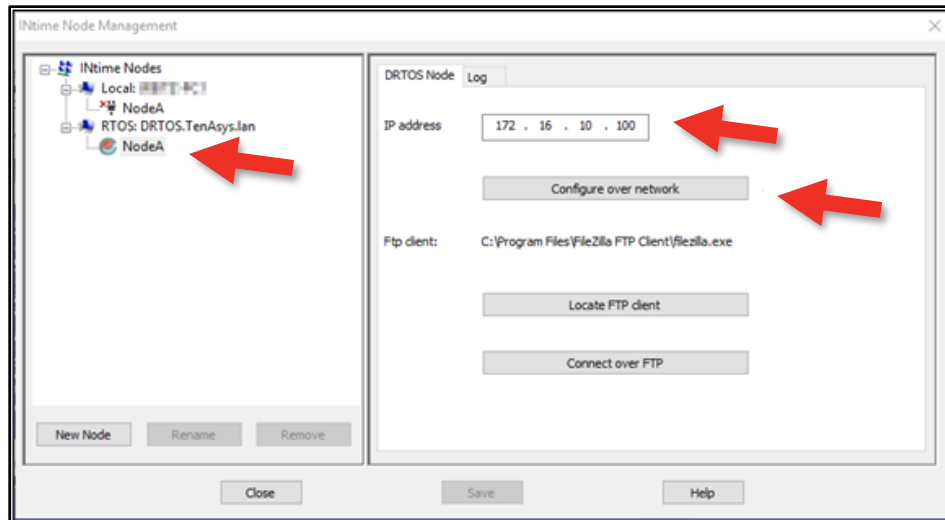 INtime Node Management
INtime Nodes
Local:
NodeA
RTOS: DRTOS.TenAsys.lan
NodeA
New Node
Rename
Remove
DRTOS Node
Log
IP address
172 . 16 . 10 . 100
Configure over network
Ftp client:
C:\Program Files\FileZilla FTP Client\filezilla.exe
Locate FTP client
Connect over FTP
Close
Save
Help